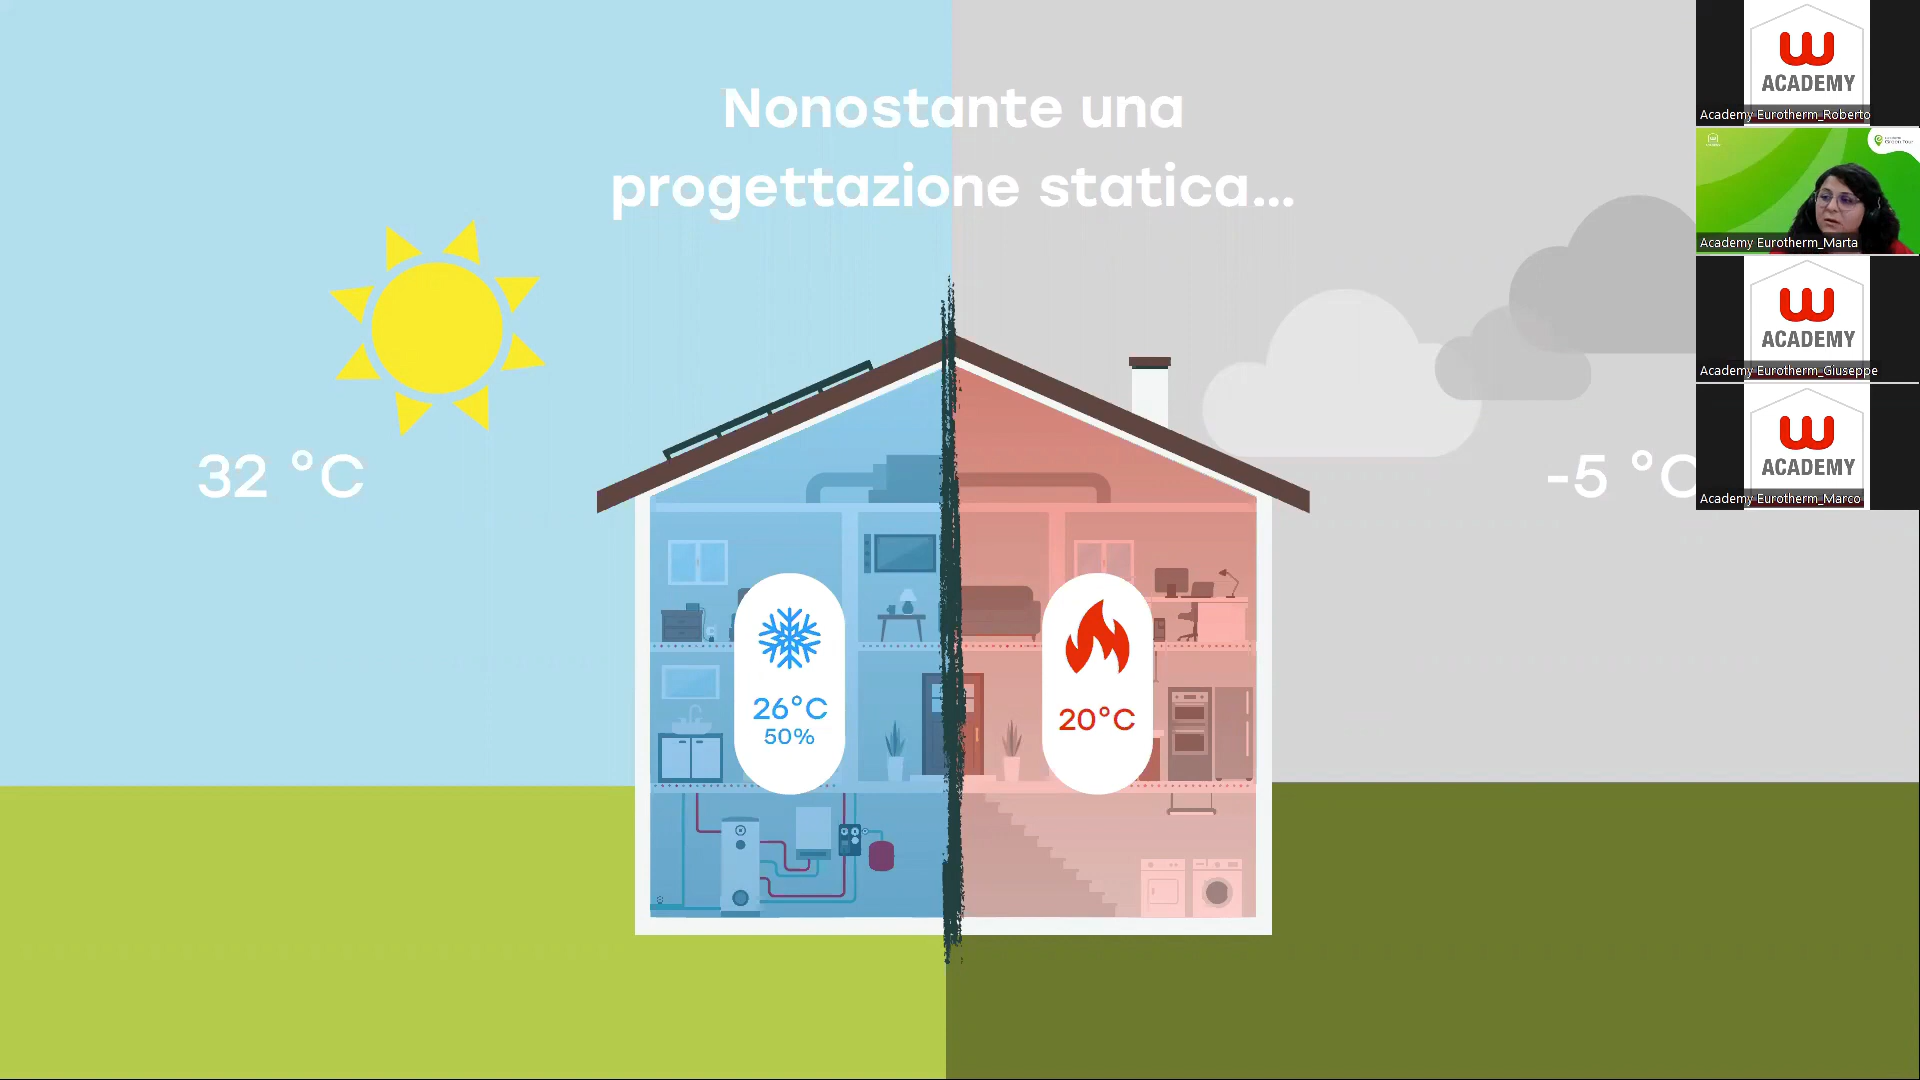 Nonostante una
progettazione statica...
32 °C
-5 °C
26°C
50%
20°C
ACADEMY
Academy Eurotherm_Roberto
Academy Eurotherm_Marta
ACADEMY
Academy Eurotherm_Giuseppe
ACADEMY
Academy Eurotherm_Marco